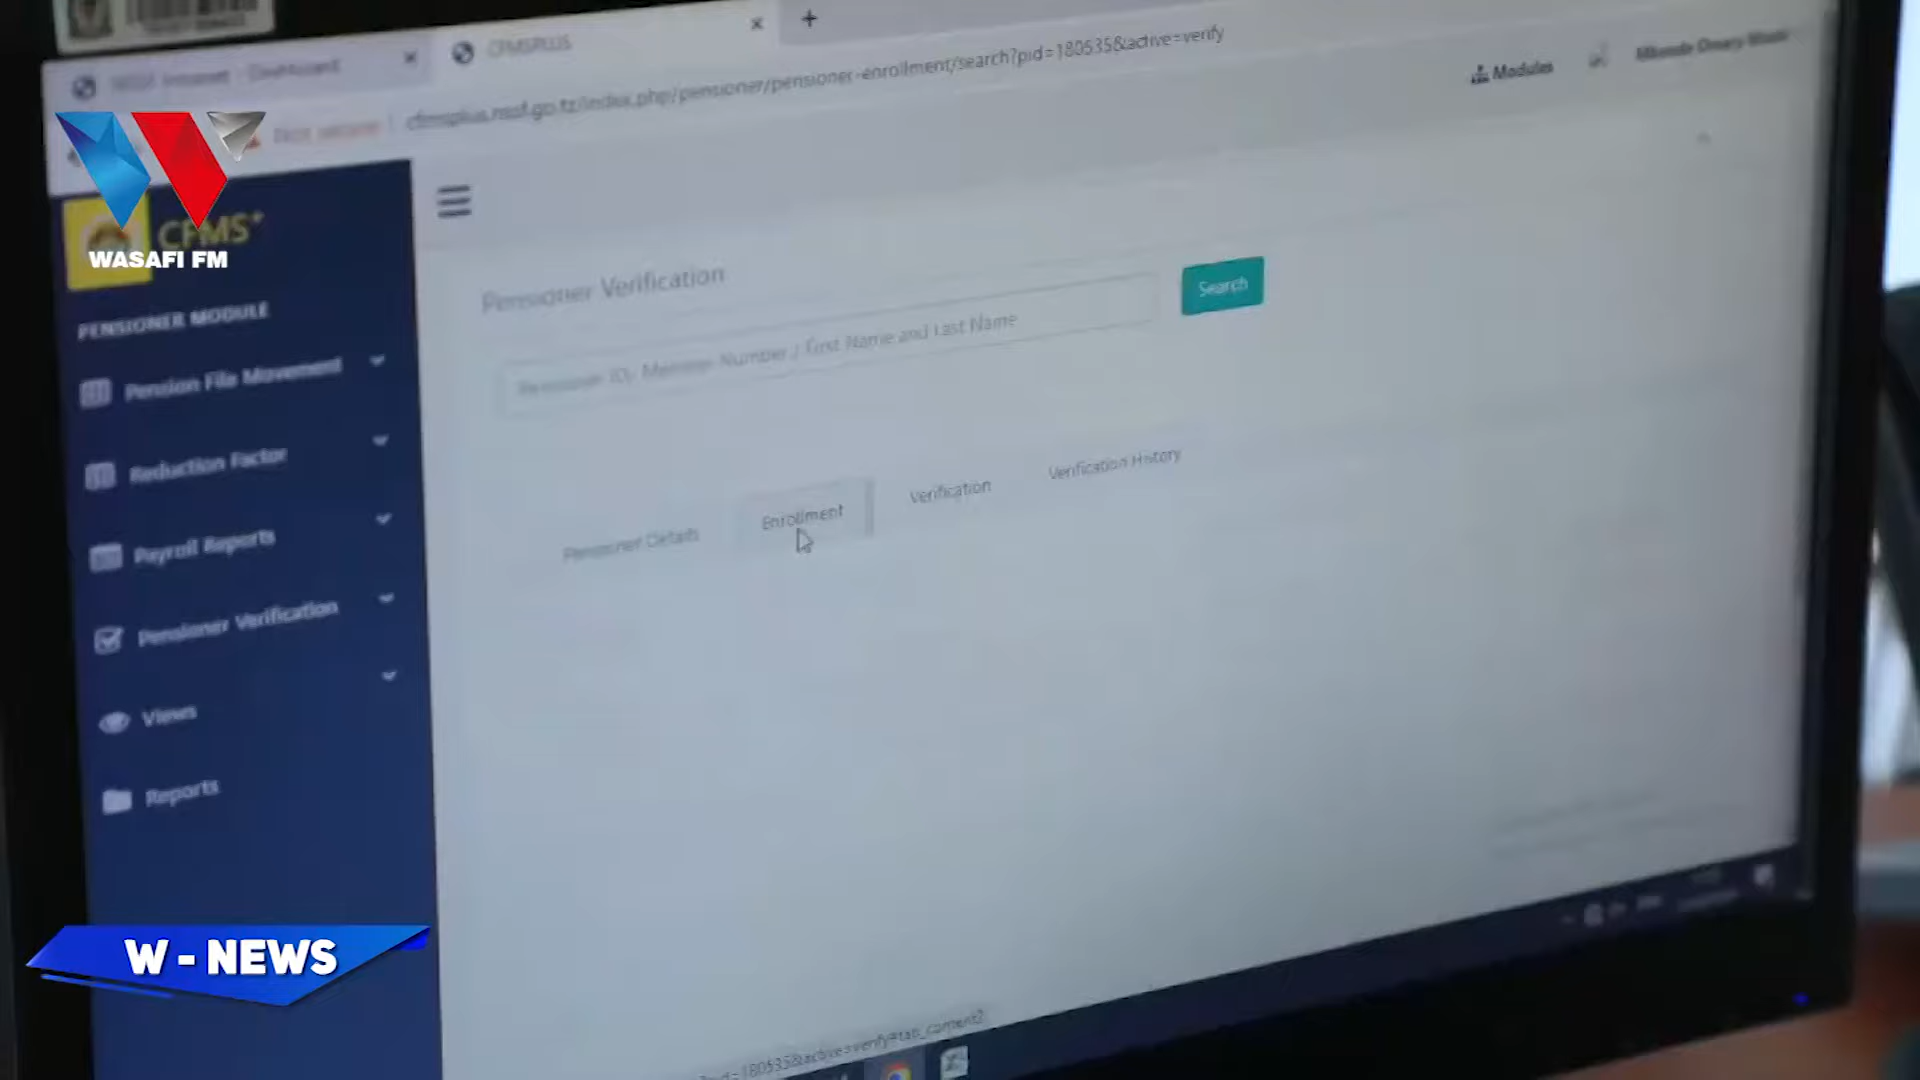 CFMSPLUS
Not secure
cfmsplus.nssf.go.tz/index.php/pensioner/pensioner-enrollment/search?pid=180535&active=verify
Modules
CFMS+
WASAFI FM
PENSIONER MODULE
Pension File Movement
Reduction Factor
Payroll Reports
Pensioner Verification
Views
Reports
Pensioner Verification
Pensioner ID, Member Number / First Name and Last Name
Search
Pensioner Details
Enrollment
Verification
Verification History
W - NEWS